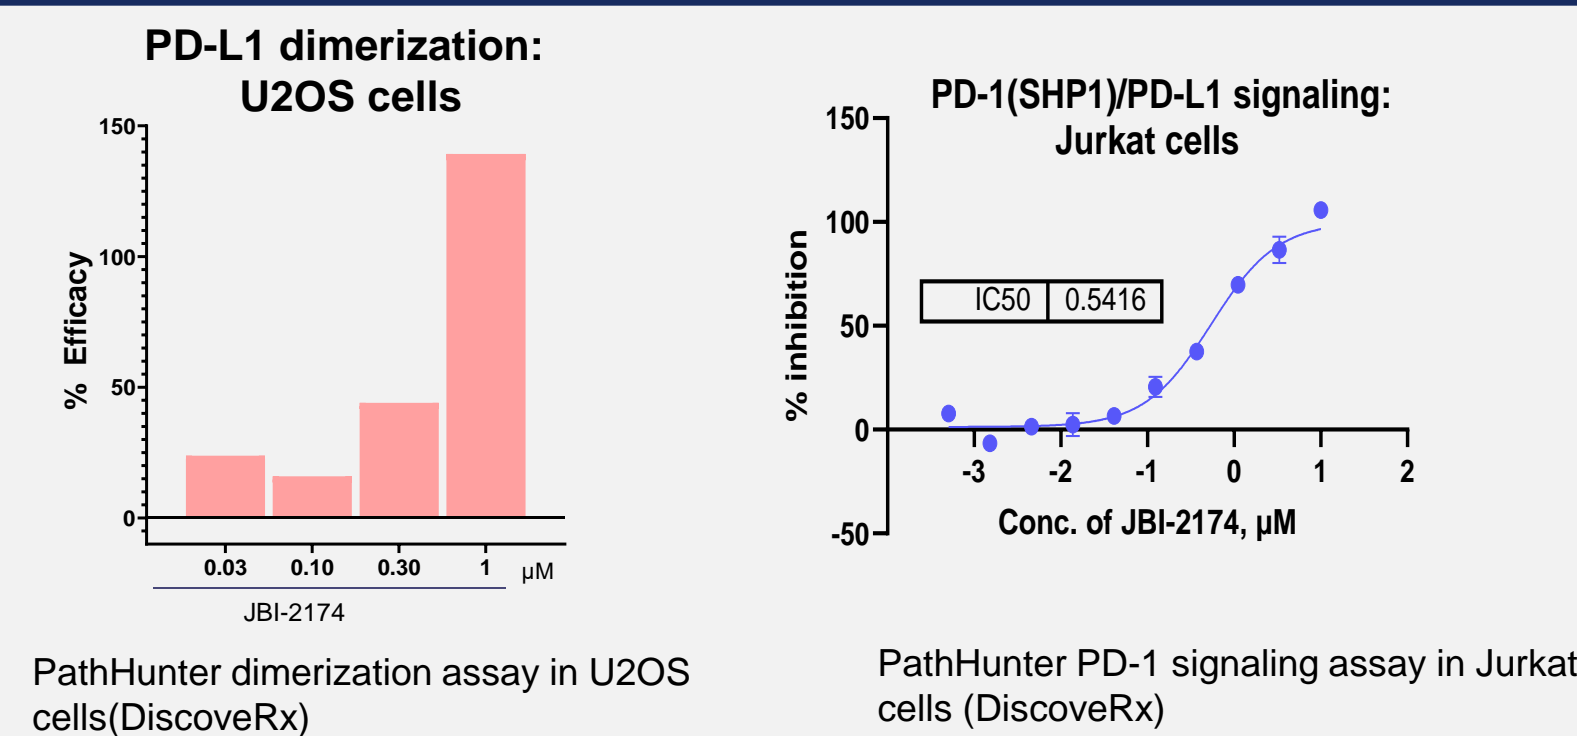 PD-L1 dimerization:
U2OS cells
150
100
50
0
% Efficacy
0.03 0.10 0.30 1 µM
JBI-2174
PathHunter dimerization assay in U2OS
cells(DiscoveRx)
PD-1(SHP1)/PD-L1 signaling:
Jurkat cells
150
100
50
0
-50
% inhibition
IC50 0.5416
-3 -2 -1 0 1 2
Conc. of JBI-2174, µM
PathHunter PD-1 signaling assay in Jurkat
cells (DiscoveRx)